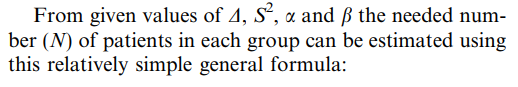 From given values of Δ, S², α and β the needed num-
ber (N) of patients in each group can be estimated using
this relatively simple general formula: